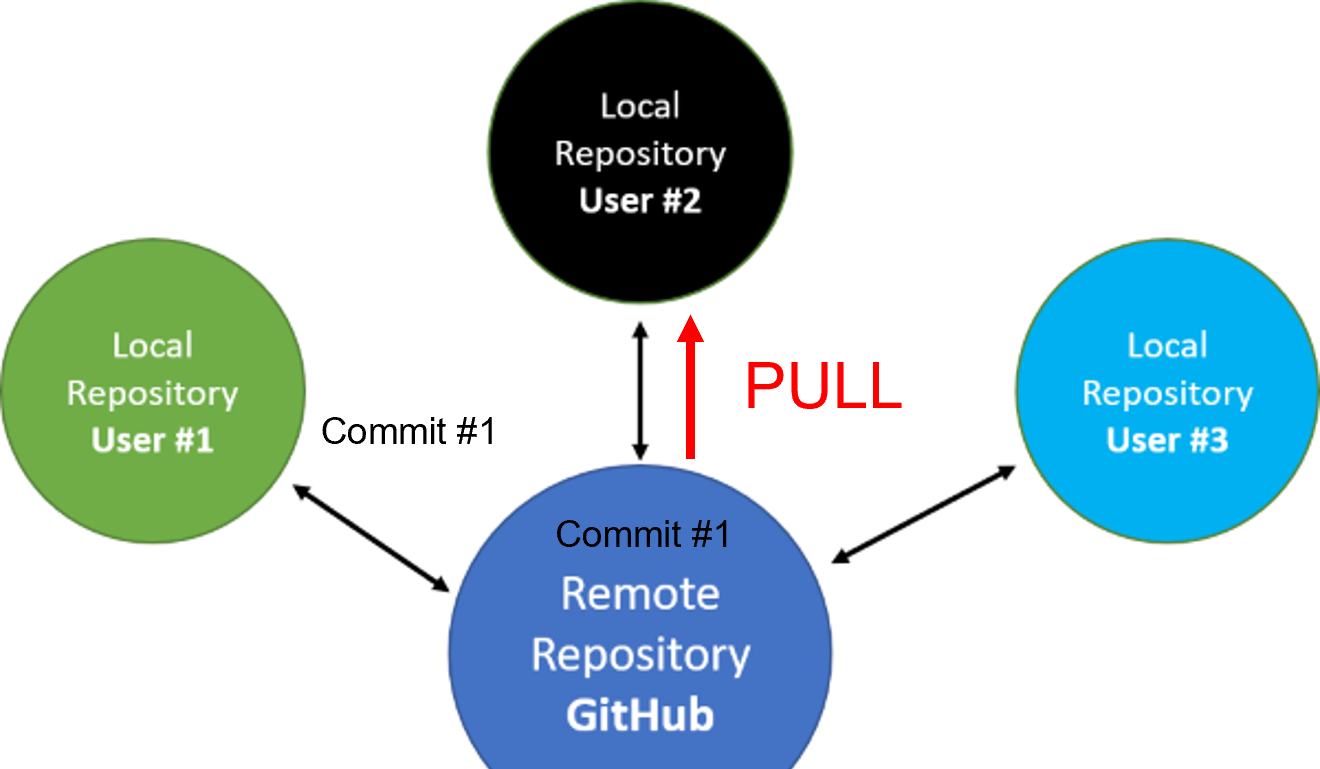 Local
Repository
User #2
Local
Repository
User #1
Commit #1
PULL
Local
Repository
User #3
Commit #1
Remote
Repository
GitHub